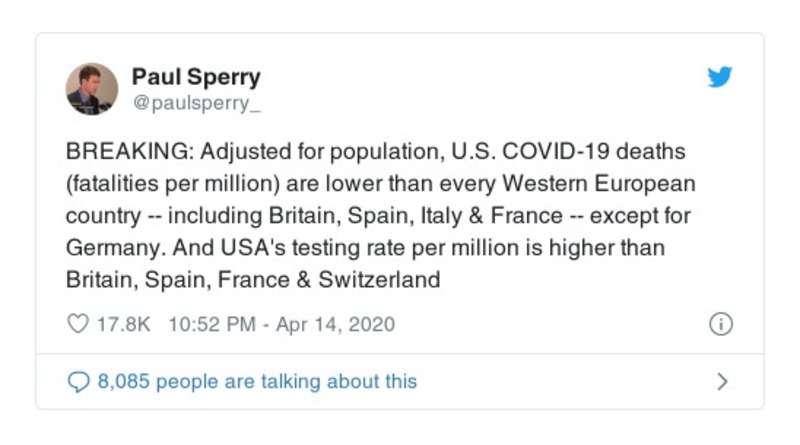 Paul Sperry
@paulsperry_
BREAKING: Adjusted for population, U.S. COVID-19 deaths
(fatalities per million) are lower than every Western European
country -- including Britain, Spain, Italy & France -- except for
Germany. And USA's testing rate per million is higher than
Britain, Spain, France & Switzerland
17.8K 10:52 PM - Apr 14, 2020
8,085 people are talking about this